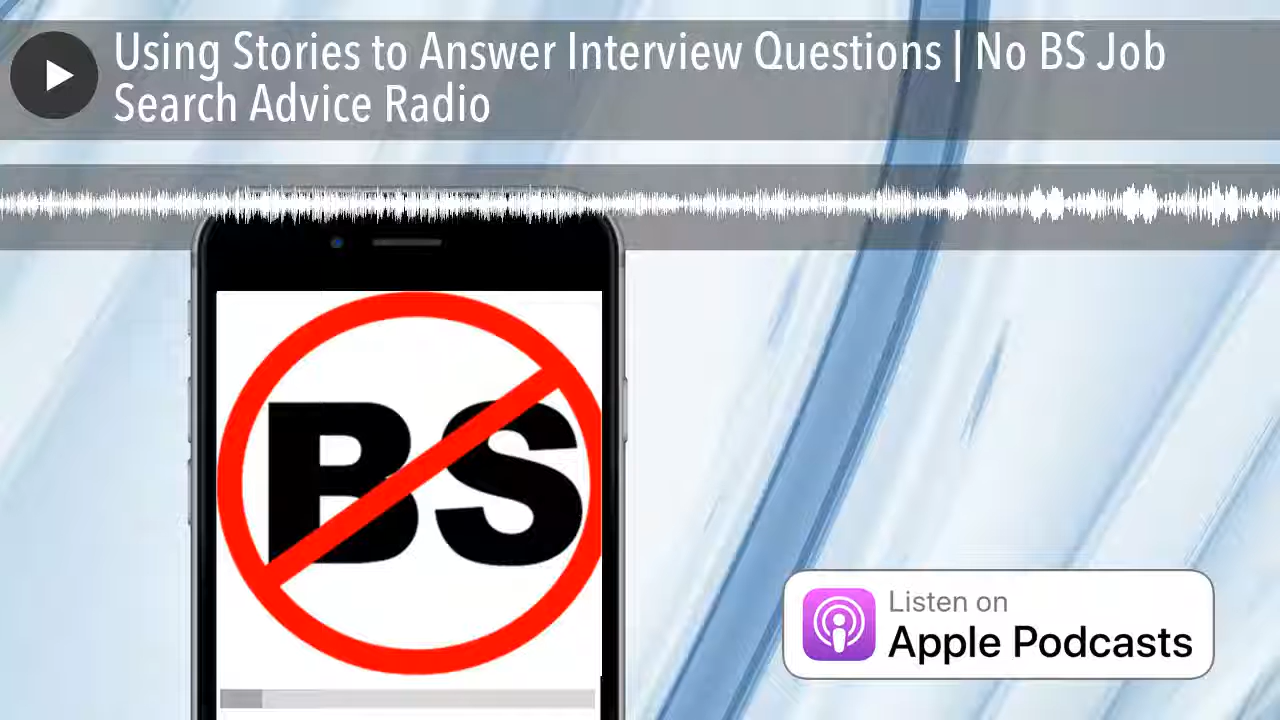 Using Stories to Answer Interview Questions | No BS Job
Search Advice Radio
BS
Listen on
Apple Podcasts